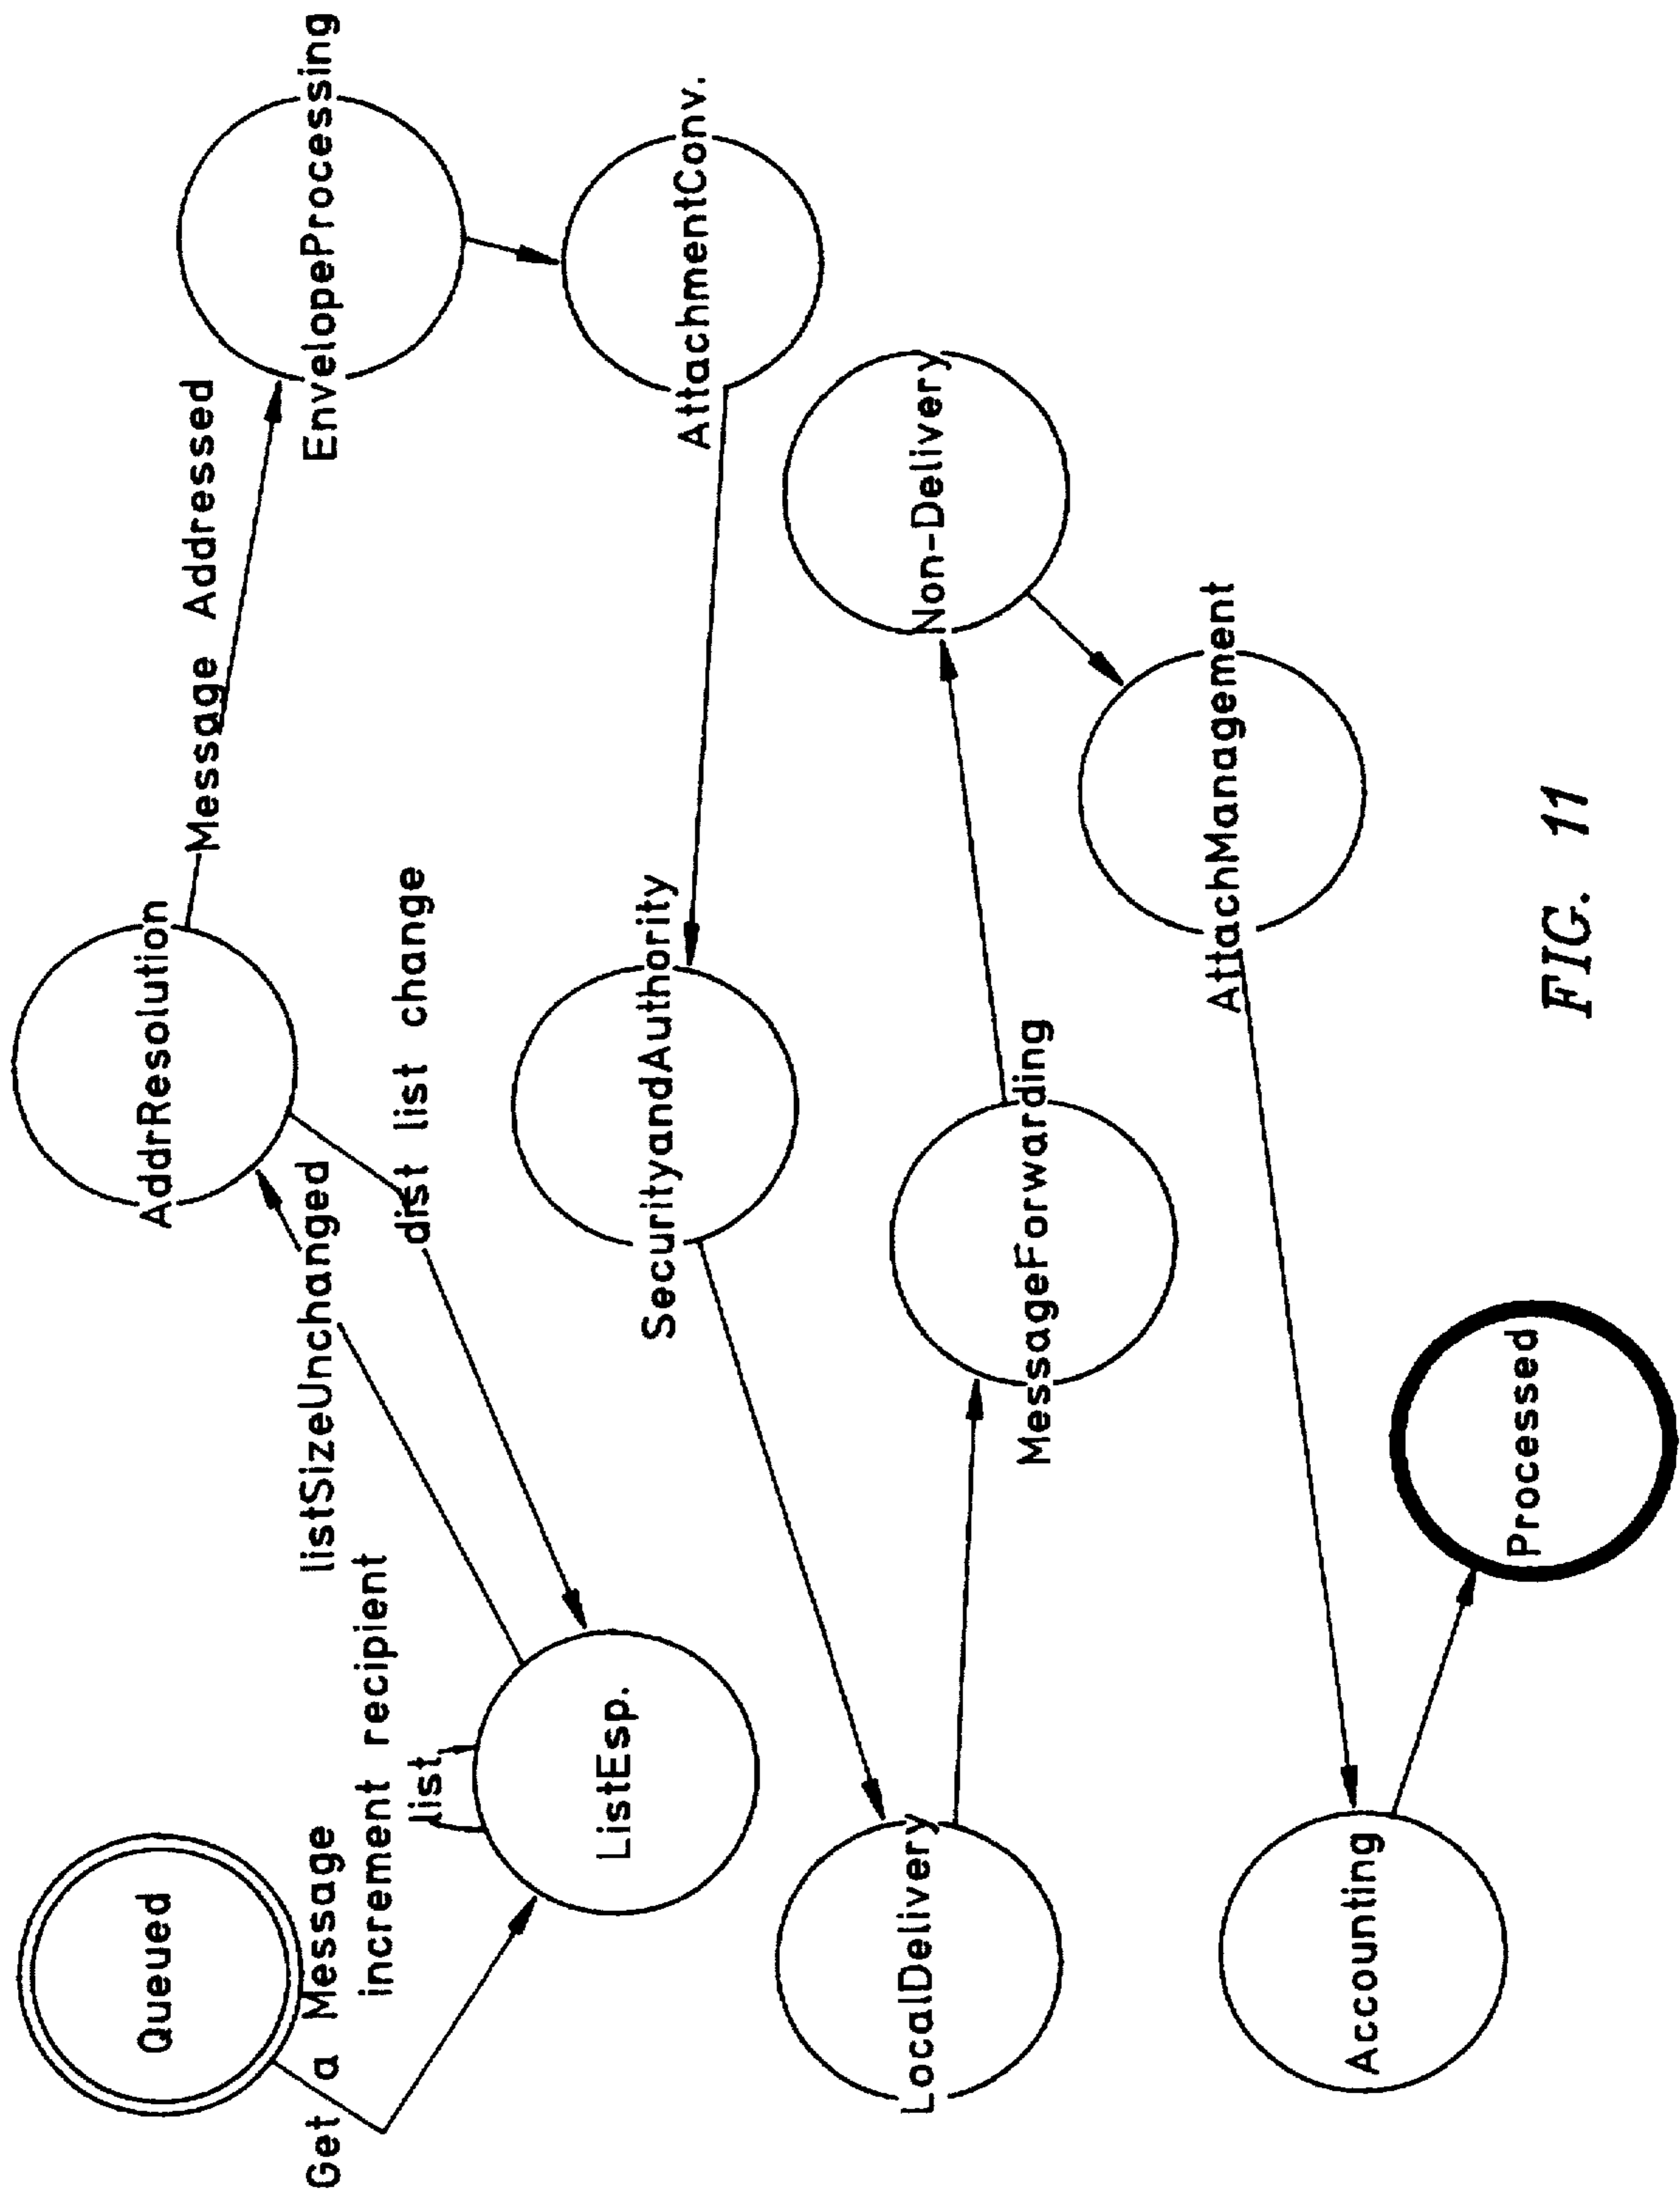 Queued
Get a Message
increment recipient
list
ListEsp.
listSizeUnchanged
AddrResolution
dist list change
Message Addressed
EnvelopeProcessing
AttachmentConv.
SecurityandAuthority
LocalDelivery
MessageForwarding
Non-Delivery
AttachManagement
Accounting
Processed
FIG. 11